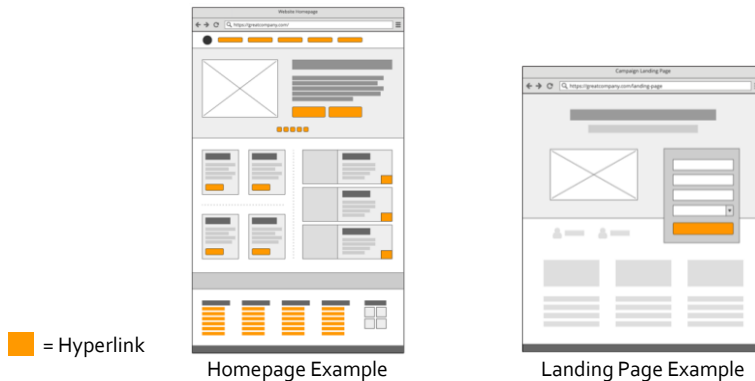 Website Homepage
https://greatcompany.com/
Campaign Landing Page
https://greatcompany.com/landing-page
= Hyperlink
Homepage Example
Landing Page Example